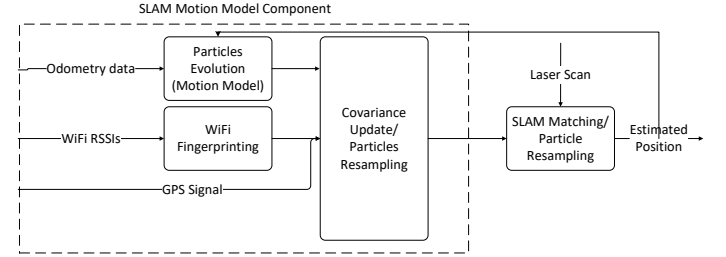 SLAM Motion Model Component
Odometry data
Particles
Evolution
(Motion Model)
WiFi RSSIs
WiFi
Fingerprinting
GPS Signal
Covariance
Update/
Particles
Resampling
Laser Scan
SLAM Matching/
Particle
Resampling
Estimated
Position